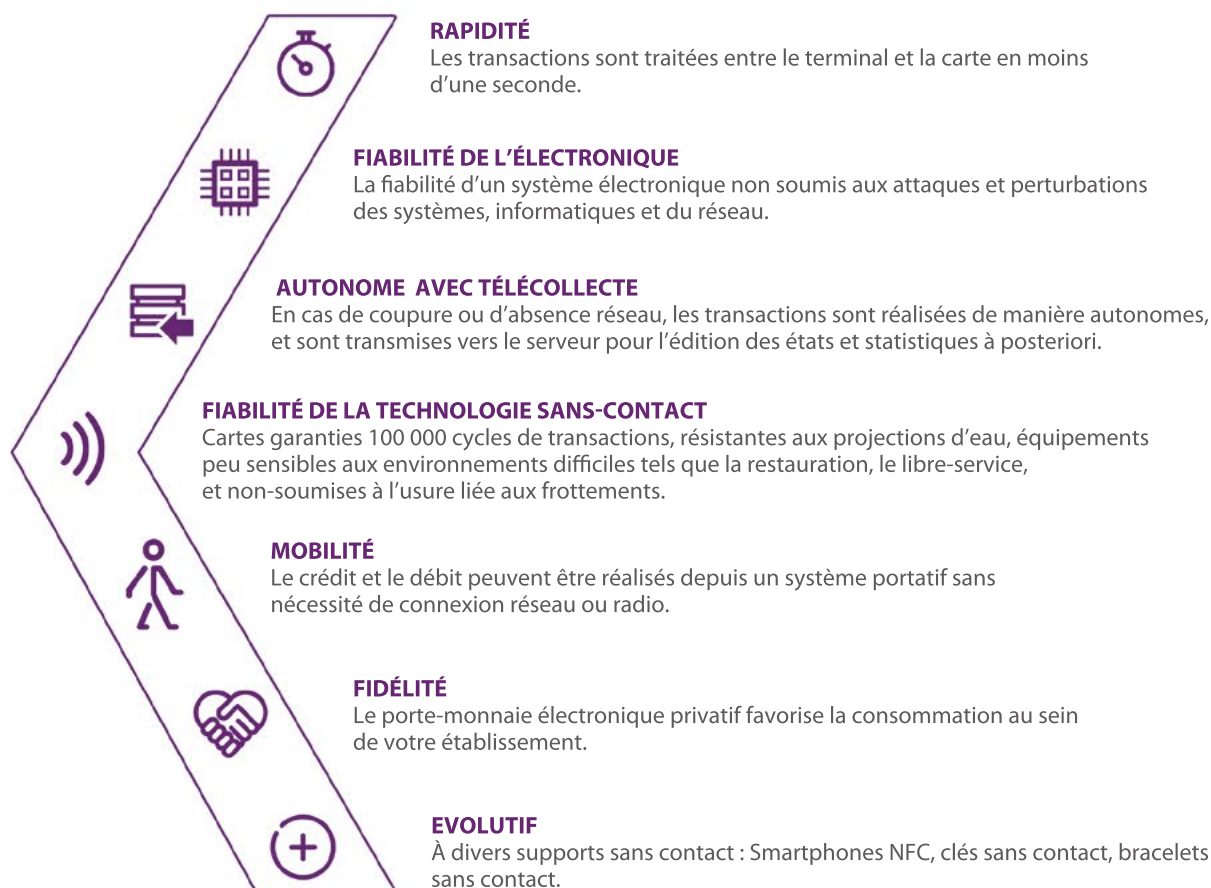 RAPIDITÉ
Les transactions sont traitées entre le terminal et la carte en moins
d’une seconde.
FIABILITÉ DE L’ÉLECTRONIQUE
La fiabilité d’un système électronique non soumis aux attaques et perturbations
des systèmes, informatiques et du réseau.
AUTONOME AVEC TÉLÉCOLLECTE
En cas de coupure ou d’absence réseau, les transactions sont réalisées de manière autonomes,
et sont transmises vers le serveur pour l’édition des états et statistiques à posteriori.
FIABILITÉ DE LA TECHNOLOGIE SANS-CONTACT
Cartes garanties 100 000 cycles de transactions, résistantes aux projections d’eau, équipements
peu sensibles aux environnements difficiles tels que la restauration, le libre-service,
et non-soumises à l’usure liée aux frottements.
MOBILITÉ
Le crédit et le débit peuvent être réalisés depuis un système portatif sans
nécessité de connexion réseau ou radio.
FIDÉLITÉ
Le porte-monnaie électronique privatif favorise la consommation au sein
de votre établissement.
EVOLUTIF
À divers supports sans contact : Smartphones NFC, clés sans contact, bracelets
sans contact.